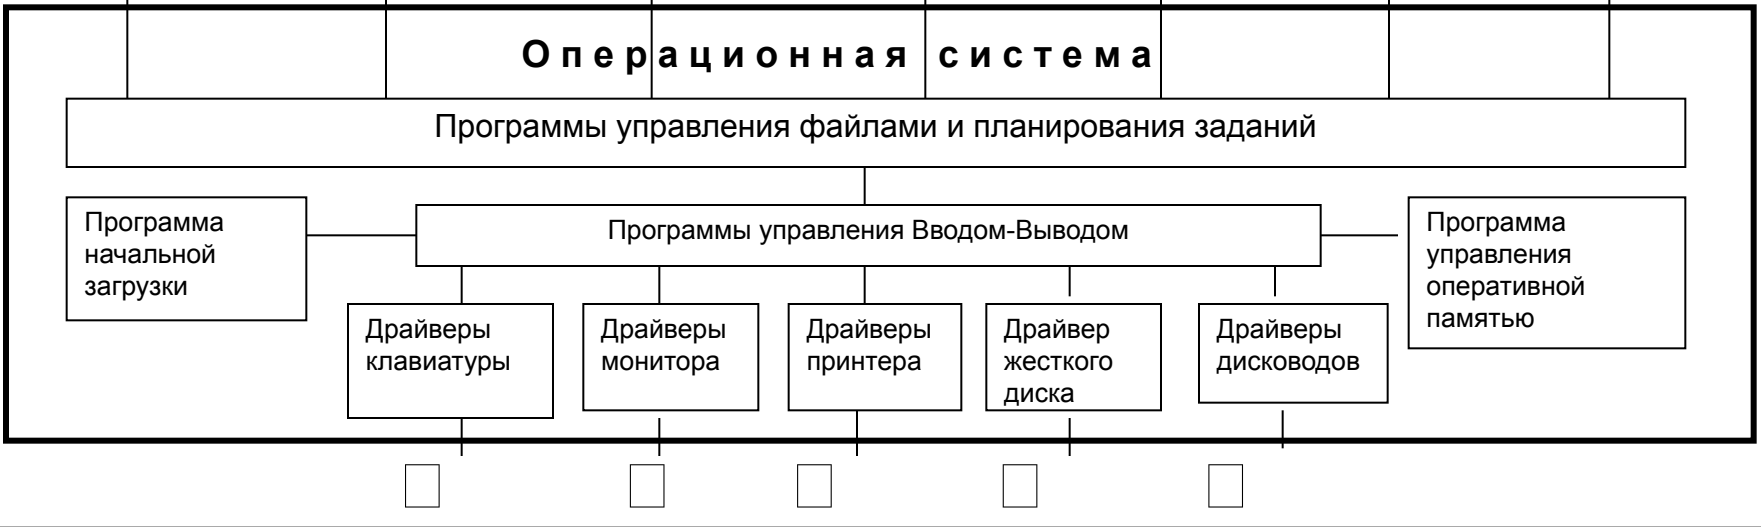 Операционная система
Программы управления файлами и планирования заданий
Программа
начальной
загрузки
Программы управления Вводом-Выводом
Программа
управления
оперативной
памятью
Драйверы
клавиатуры
Драйверы
монитора
Драйверы
принтера
Драйвер
жесткого
диска
Драйверы
дисководов